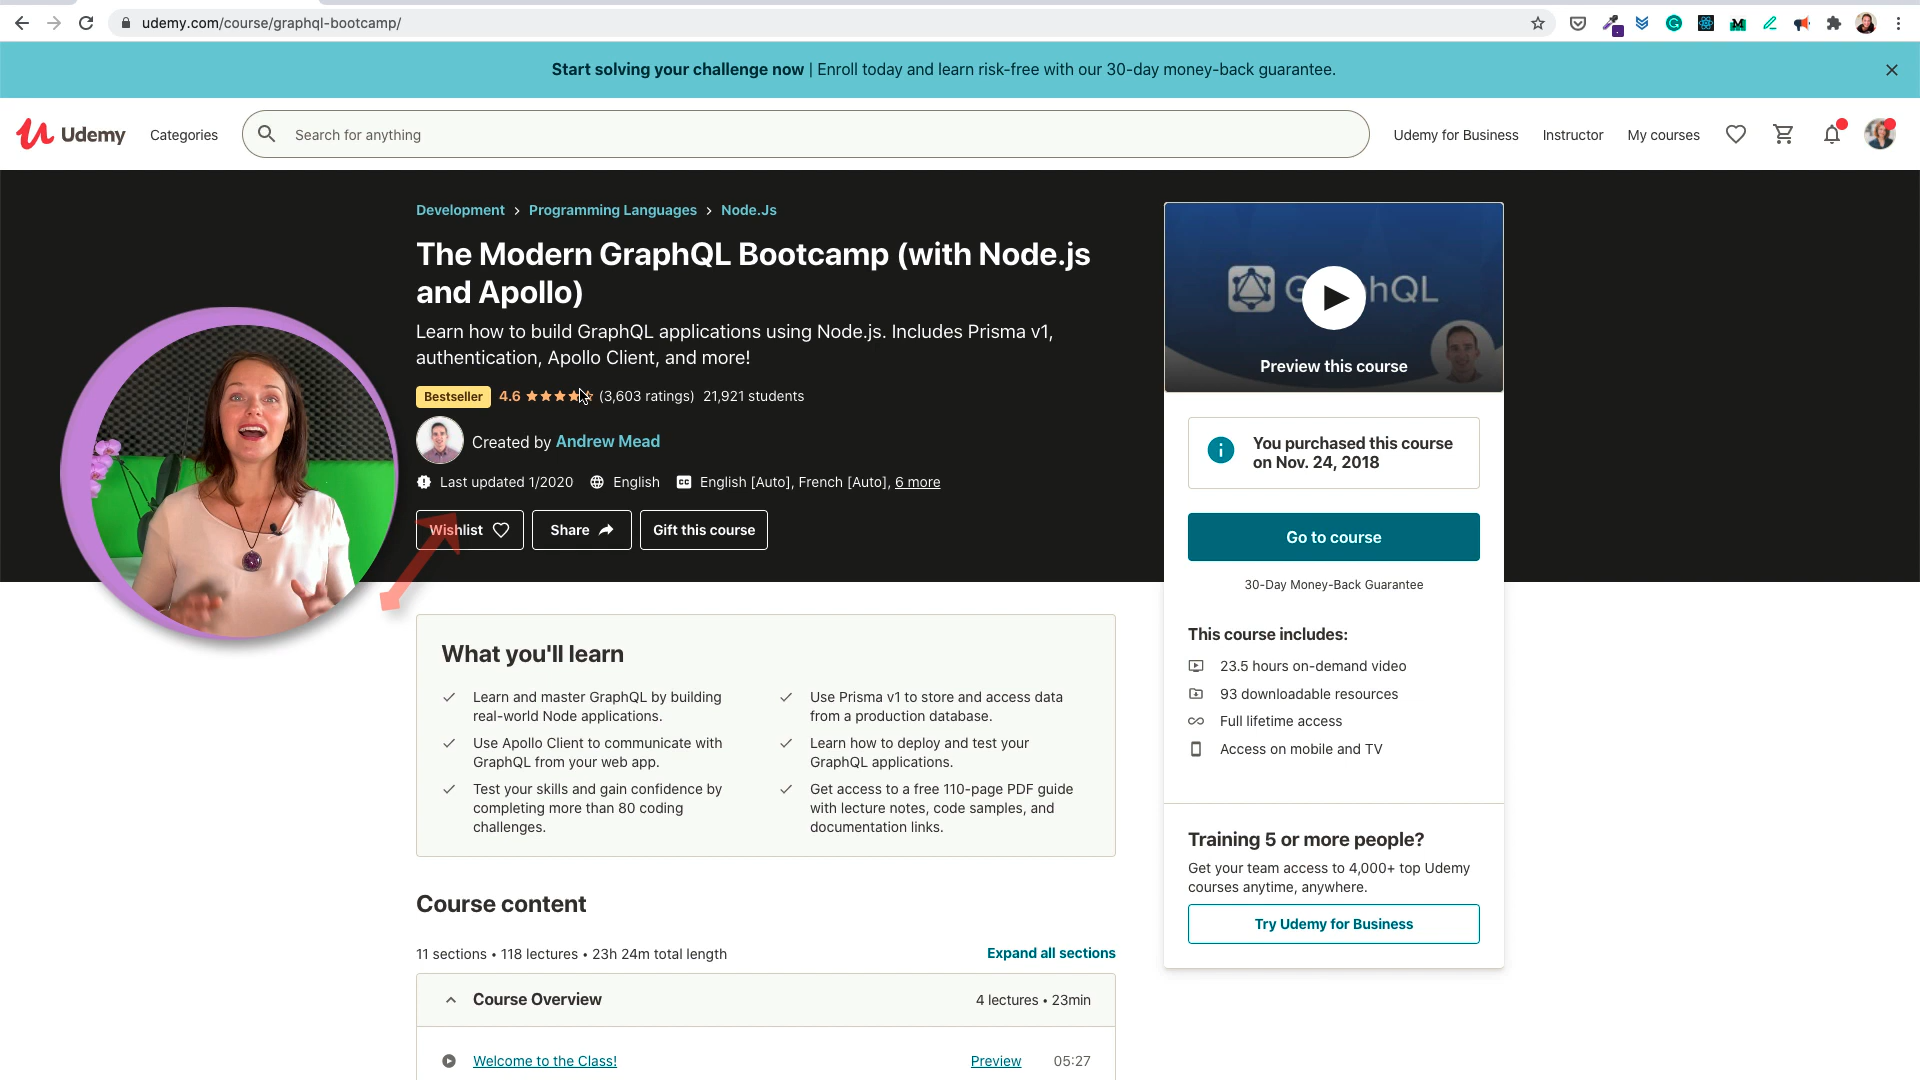 udemy.com/course/graphql-bootcamp/
Start solving your challenge now | Enroll today and learn risk-free with our 30-day money-back guarantee.
Udemy
Categories
Search for anything
Udemy for Business
Instructor
My courses
Development > Programming Languages > Node.Js
The Modern GraphQL Bootcamp (with Node.js
and Apollo)
Learn how to build GraphQL applications using Node.js. Includes Prisma v1,
authentication, Apollo Client, and more!
Bestseller 4.6 (3,603 ratings) 21,921 students
Created by Andrew Mead
Last updated 1/2020 English CC English [Auto], French [Auto], 6 more
Wishlist
Share
Gift this course
Preview this course
You purchased this course
on Nov. 24, 2018
Go to course
30-Day Money-Back Guarantee
This course includes:
23.5 hours on-demand video
93 downloadable resources
Full lifetime access
Access on mobile and TV
Training 5 or more people?
Get your team access to 4,000+ top Udemy
courses anytime, anywhere.
Try Udemy for Business
What you'll learn
Learn and master GraphQL by building
real-world Node applications.
Use Apollo Client to communicate with
GraphQL from your web app.
Test your skills and gain confidence by
completing more than 80 coding
challenges.
Use Prisma v1 to store and access data
from a production database.
Learn how to deploy and test your
GraphQL applications.
Get access to a free 110-page PDF guide
with lecture notes, code samples, and
documentation links.
Course content
11 sections • 118 lectures • 23h 24m total length
Expand all sections
Course Overview
4 lectures • 23min
Welcome to the Class!
Preview
05:27